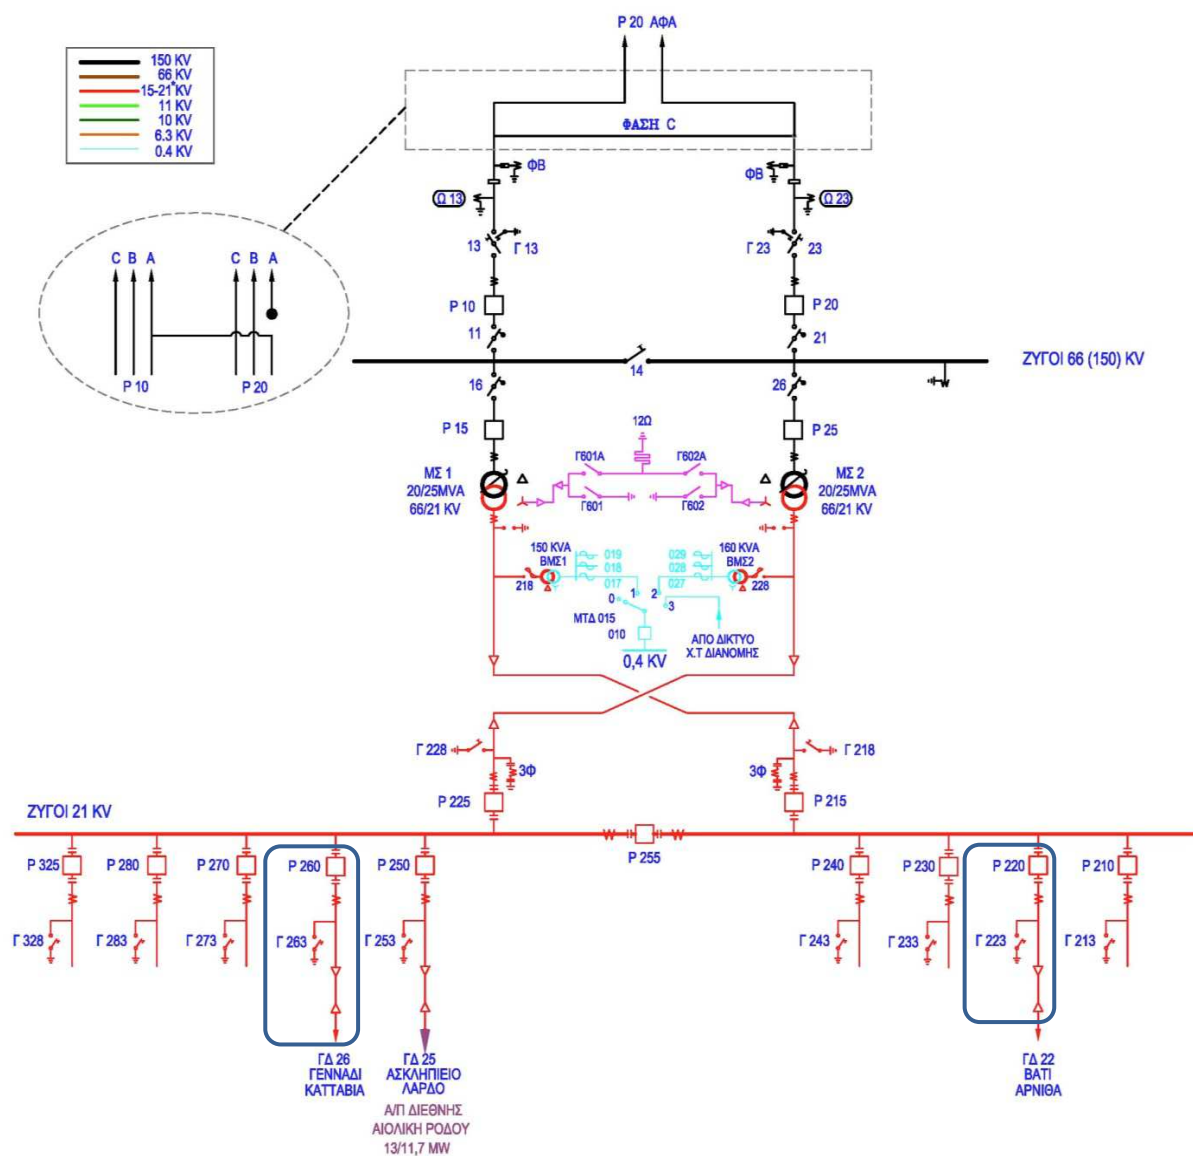 P 20 ΑΦΑ
150 KV
66 KV
15-21*KV
11 KV
10 KV
6.3 KV
0.4 KV
ΦΑΣΗ C
ΦΒ
ΦΒ
Ω 13
Ω 23
13
Γ 13
Γ 23
23
C B A
C B A
P 10
P 20
P 10
P 20
11
21
14
ΖΥΓΟΙ 66 (150) KV
16
26
P 15
P 25
12Ω
Γ601A
Γ602A
ΜΣ 1
20/25MVA
66/21 KV
Γ601
Γ602
ΜΣ 2
20/25MVA
66/21 KV
150 KVA
ΒΜΣ1
019
018
017
029
028
027
160 KVA
ΒΜΣ2
218
228
0
1
2
3
ΜΤΔ 015
010
0,4 KV
ΑΠΟ ΔΙΚΤΥΟ
Χ.Τ ΔΙΑΝΟΜΗΣ
Γ 228
Γ 218
3Φ
3Φ
P 225
P 215
ΖΥΓΟΙ 21 KV
P 255
P 325
P 280
P 270
P 260
P 250
P 240
P 230
P 220
P 210
Γ 328
Γ 283
Γ 273
Γ 263
Γ 253
Γ 243
Γ 233
Γ 223
Γ 213
ΓΔ 26
ΓΕΝΝΑΔΙ
ΚΑΤΤΑΒΙΑ
ΓΔ 25
ΑΣΚΛΗΠΙΕΙΟ
ΛΑΡΔΟ
Α/Π ΔΙΕΘΝΗΣ
ΑΙΟΛΙΚΗ ΡΟΔΟΥ
13/11,7 MW
ΓΔ 22
ΒΑΤΙ
ΑΡΝΙΘΑ